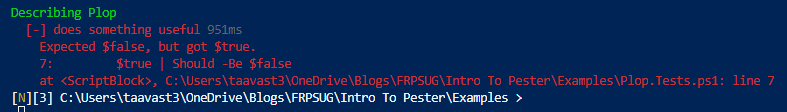 Describing Plop
[-] does something useful 951ms
Expected $false, but got $true.
7:        $true | Should -Be $false
at <ScriptBlock>, C:\Users\taavast3\OneDrive\Blogs\FRPSUG\Intro To Pester\Examples\Plop.Tests.ps1: line 7
[N][3] C:\Users\taavast3\OneDrive\Blogs\FRPSUG\Intro To Pester\Examples >